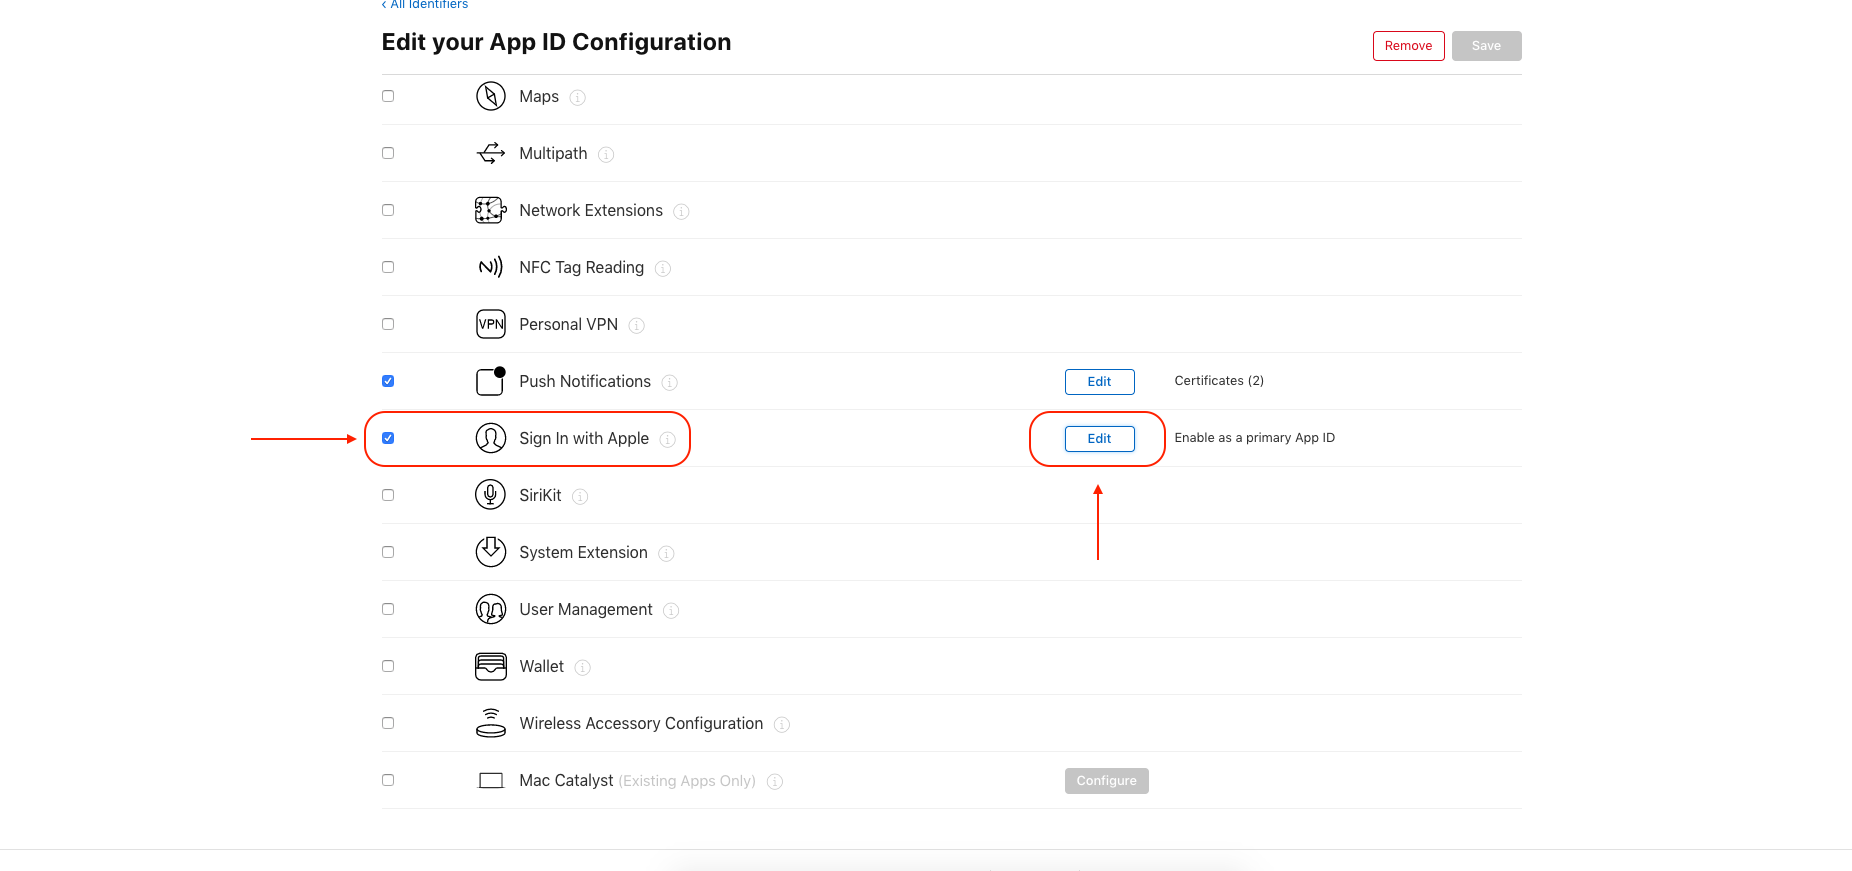 ‹ All Identifiers
Edit your App ID Configuration
Remove
Save
Maps
Multipath
Network Extensions
NFC Tag Reading
VPN Personal VPN
Push Notifications
Edit
Certificates (2)
Sign In with Apple
Edit
Enable as a primary App ID
SiriKit
System Extension
User Management
Wallet
Wireless Accessory Configuration
Mac Catalyst (Existing Apps Only)
Configure